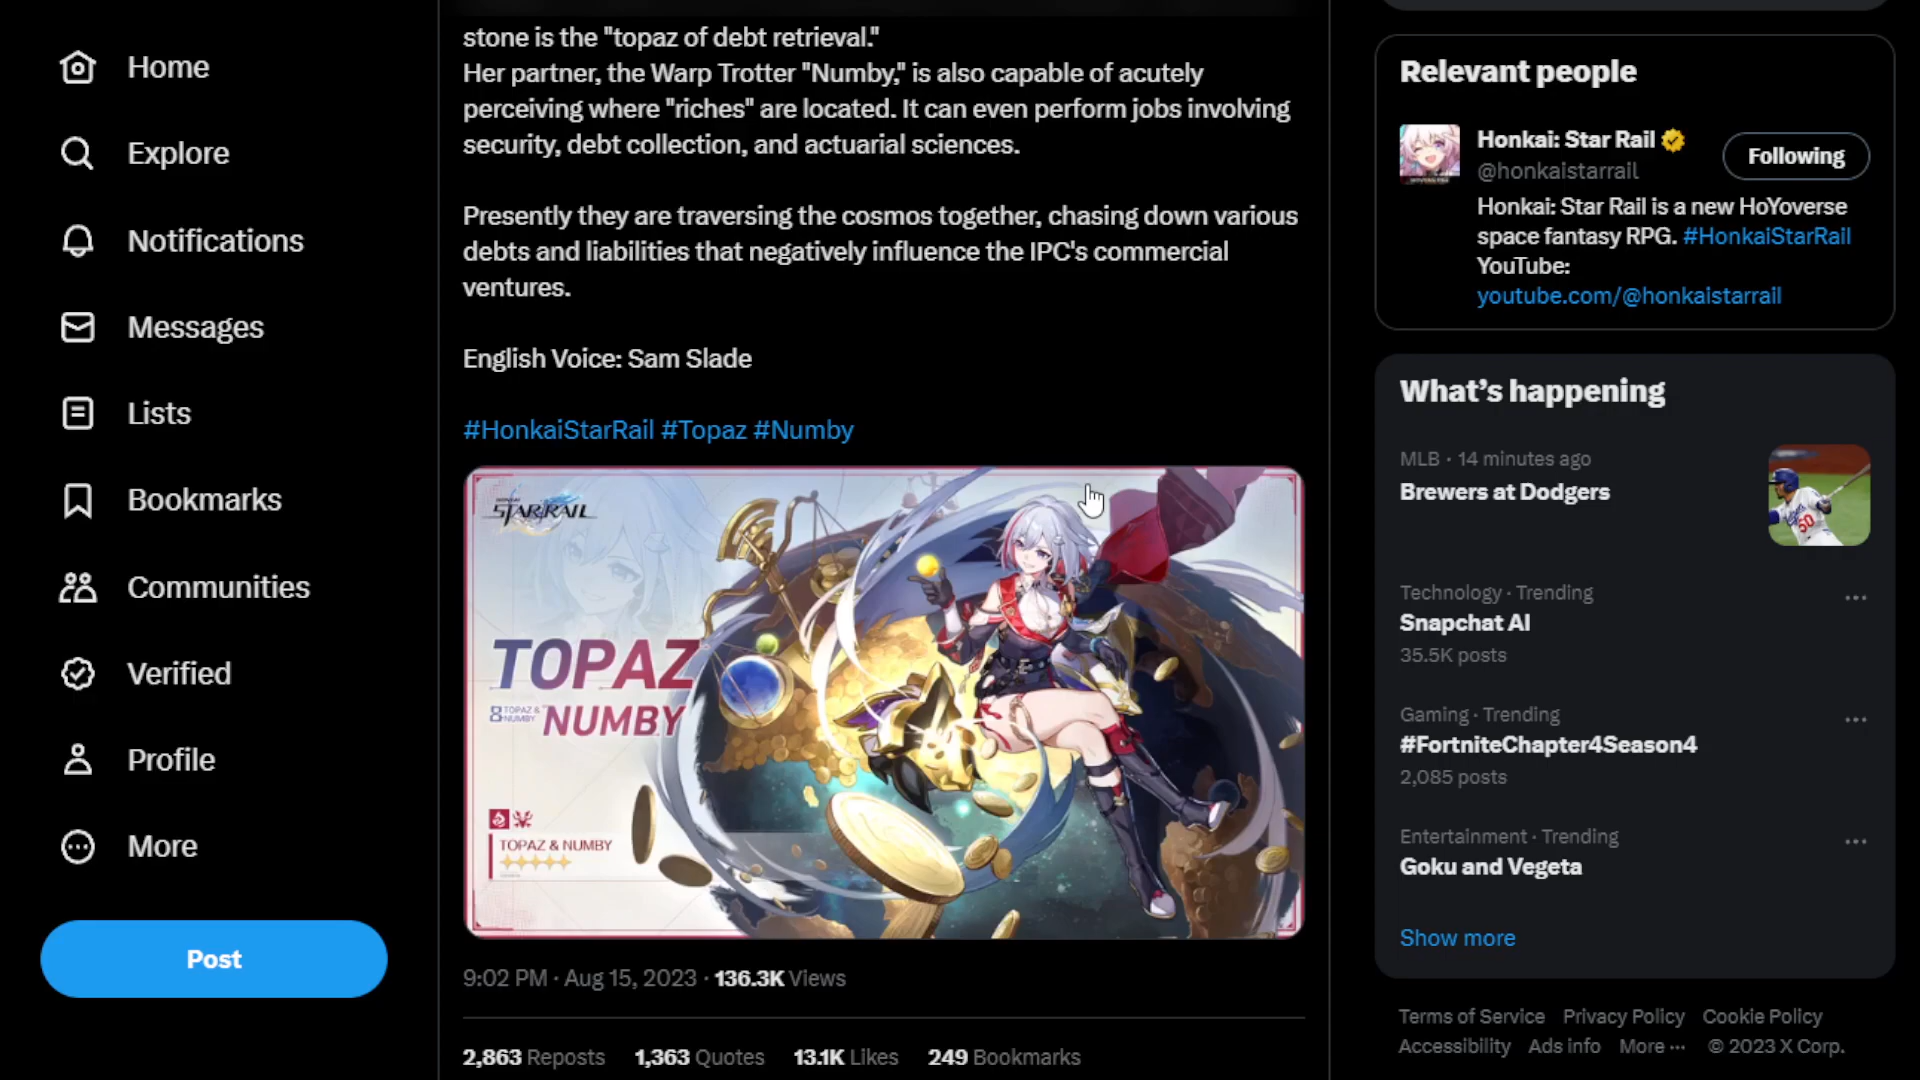 Home
Explore
Notifications
Messages
Lists
Bookmarks
Communities
Verified
Profile
More
Post
stone is the "topaz of debt retrieval."
Her partner, the Warp Trotter "Numby," is also capable of acutely
perceiving where "riches" are located. It can even perform jobs involving
security, debt collection, and actuarial sciences.
Presently they are traversing the cosmos together, chasing down various
debts and liabilities that negatively influence the IPC's commercial
ventures.
English Voice: Sam Slade
#HonkaiStarRail #Topaz #Numby
HONKAI
STAR RAIL
TOPAZ
TOPAZ &
NUMBY
NUMBY
TOPAZ & NUMBY
9:02 PM · Aug 15, 2023 · 136.3K Views
2,863 Reposts 1,363 Quotes 13.1K Likes 249 Bookmarks
Relevant people
Honkai: Star Rail
@honkaistarrail
Following
Honkai: Star Rail is a new HoYoverse
space fantasy RPG. #HonkaiStarRail
YouTube:
youtube.com/@honkaistarrail
What's happening
MLB · 14 minutes ago
Brewers at Dodgers
50
Technology · Trending
Snapchat AI
35.5K posts
Gaming · Trending
#FortniteChapter4Season4
2,085 posts
Entertainment · Trending
Goku and Vegeta
Show more
Terms of Service Privacy Policy Cookie Policy
Accessibility Ads info More ··· © 2023 X Corp.